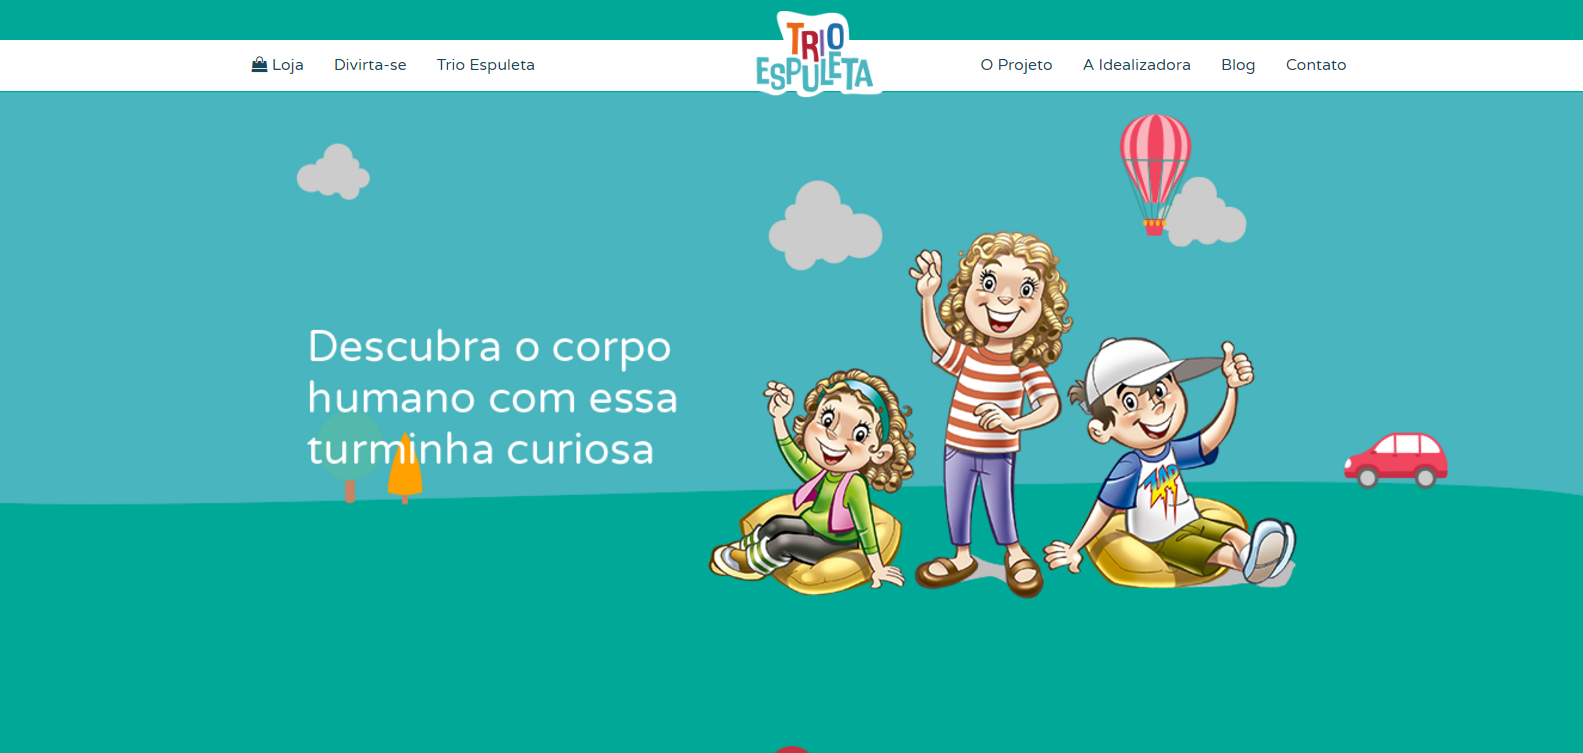 TRIO
ESPULETA
Loja Divirta-se Trio Espuleta O Projeto A Idealizadora Blog Contato
Descubra o corpo
humano com essa
turminha curiosa
ZAP